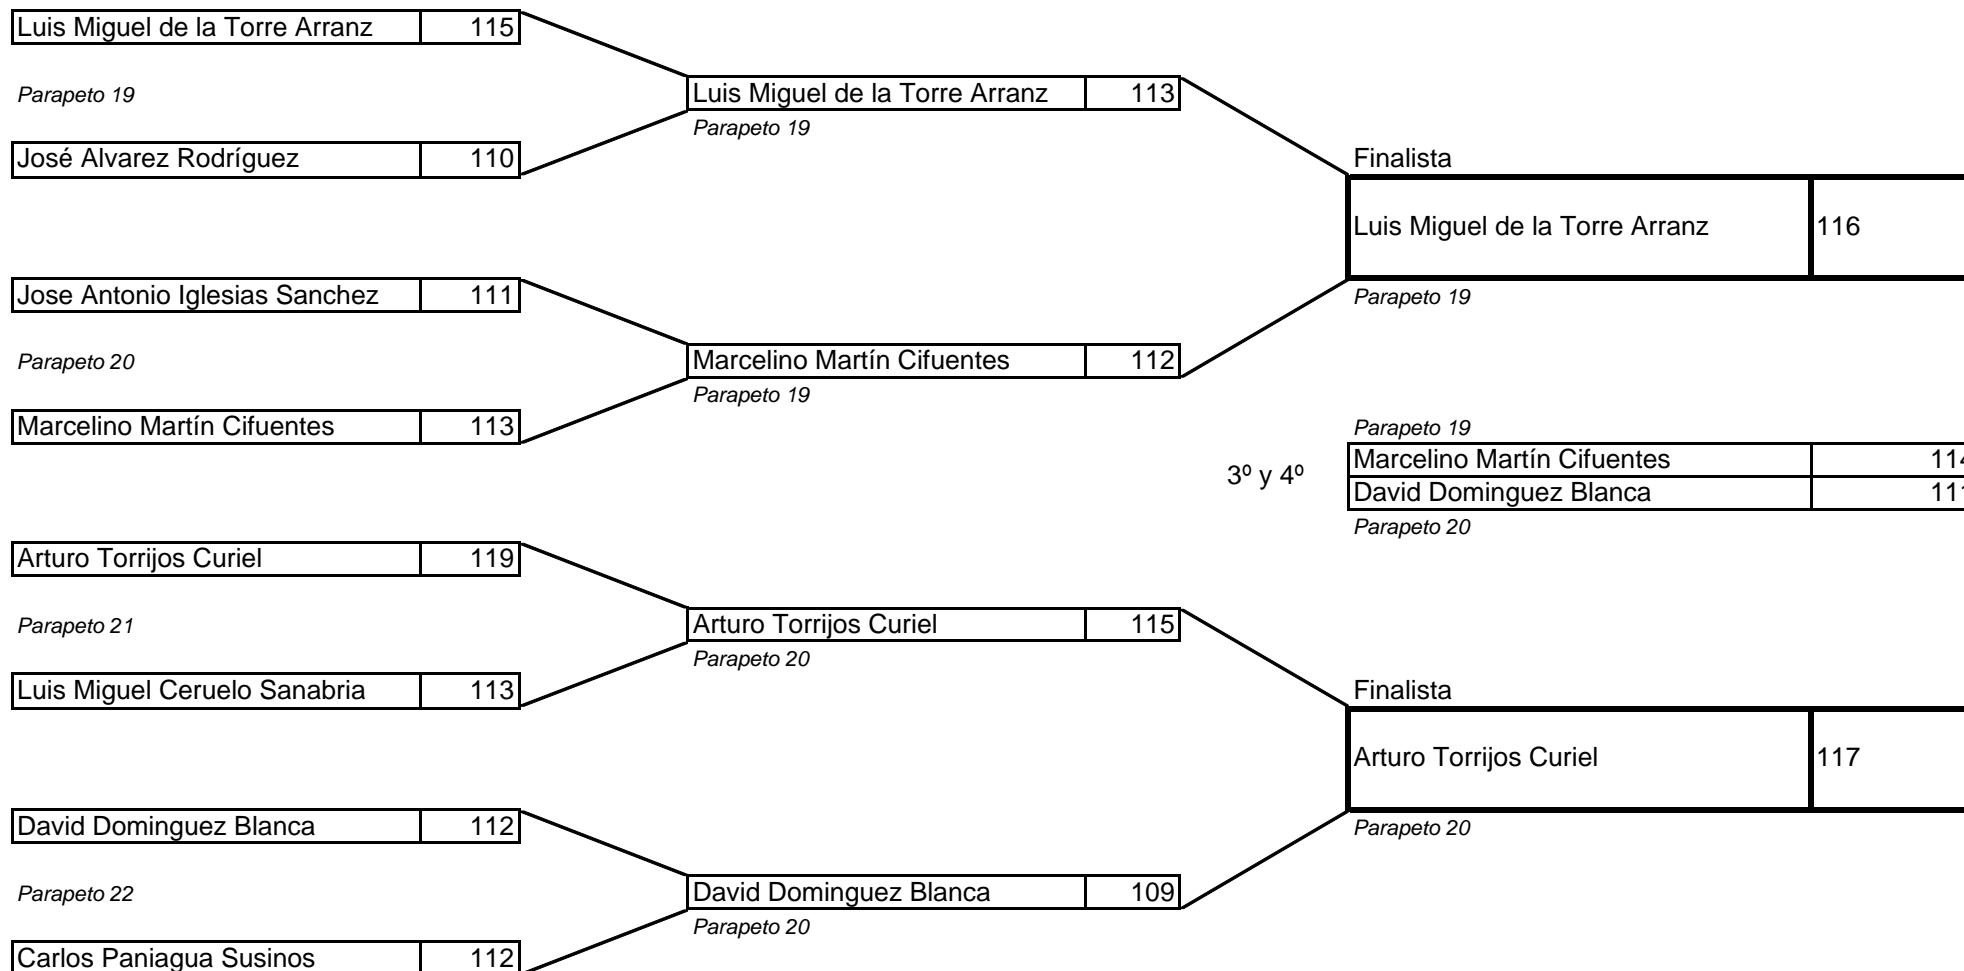 Luis Miguel de la Torre Arranz 115
Parapeto 19
José Alvarez Rodríguez 110
Jose Antonio Iglesias Sanchez 111
Parapeto 20
Marcelino Martín Cifuentes 113
Arturo Torrijos Curiel 119
Parapeto 21
Luis Miguel Ceruelo Sanabria 113
David Dominguez Blanca 112
Parapeto 22
Carlos Paniagua Susinos 112
Luis Miguel de la Torre Arranz 113
Parapeto 19
Marcelino Martín Cifuentes 112
Parapeto 19
Arturo Torrijos Curiel 115
Parapeto 20
David Dominguez Blanca 109
Parapeto 20
Finalista
Luis Miguel de la Torre Arranz 116
Parapeto 19
Parapeto 19
3º y 4º
Marcelino Martín Cifuentes 114
David Dominguez Blanca 111
Parapeto 20
Finalista
Arturo Torrijos Curiel 117
Parapeto 20